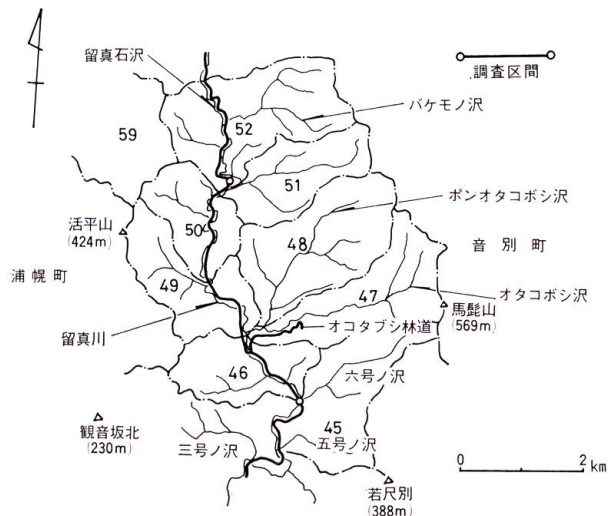 留真石沢
調査区間
バケモノ沢
59
52
51
ポンオタコボシ沢
活平山
(424m)
50
48
音別町
浦幌町
49
47
オタコボシ沢
馬髭山
(569m)
留真川
オコタブシ林道
46
六号ノ沢
観音坂北
(230m)
三号ノ沢
45
五号ノ沢
若尺別
(388m)
0
2
km